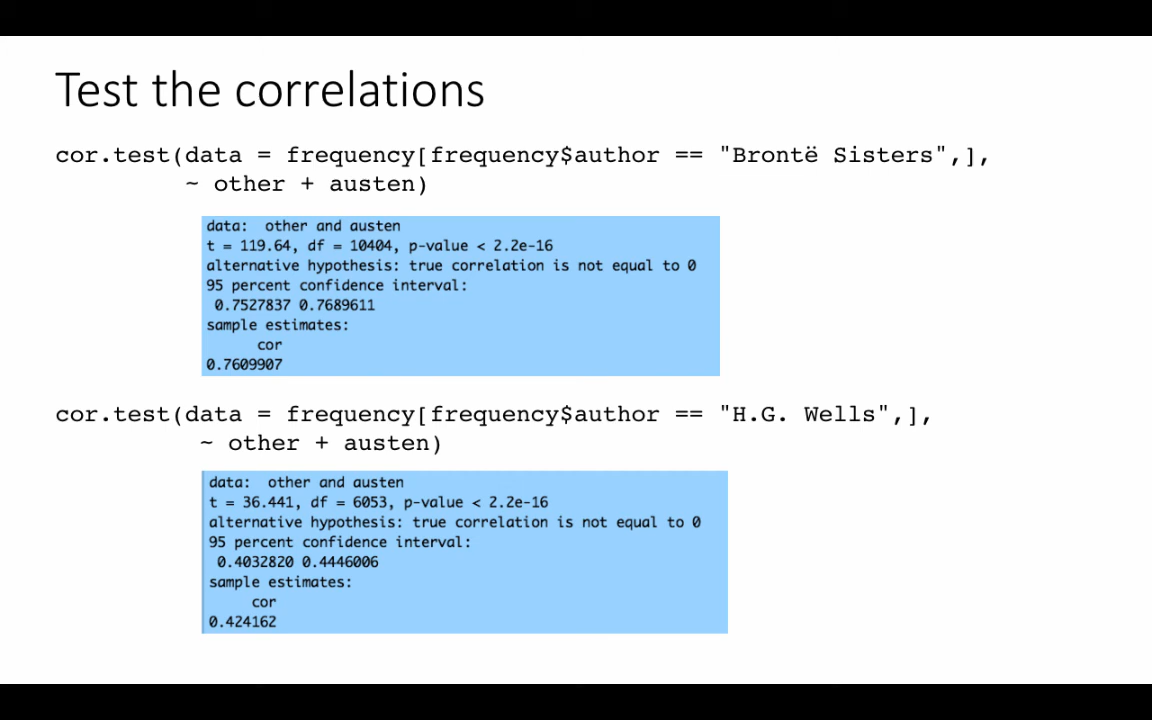 Test the correlations
cor.test(data = frequency[frequency$author == "Brontë Sisters",],
~ other + austen)
data:  other and austen
t = 119.64, df = 10404, p-value < 2.2e-16
alternative hypothesis: true correlation is not equal to 0
95 percent confidence interval:
0.7527837 0.7689611
sample estimates:
cor
0.7609907
cor.test(data = frequency[frequency$author == "H.G. Wells",],
~ other + austen)
data:  other and austen
t = 36.441, df = 6053, p-value < 2.2e-16
alternative hypothesis: true correlation is not equal to 0
95 percent confidence interval:
0.4032820 0.4446006
sample estimates:
cor
0.424162